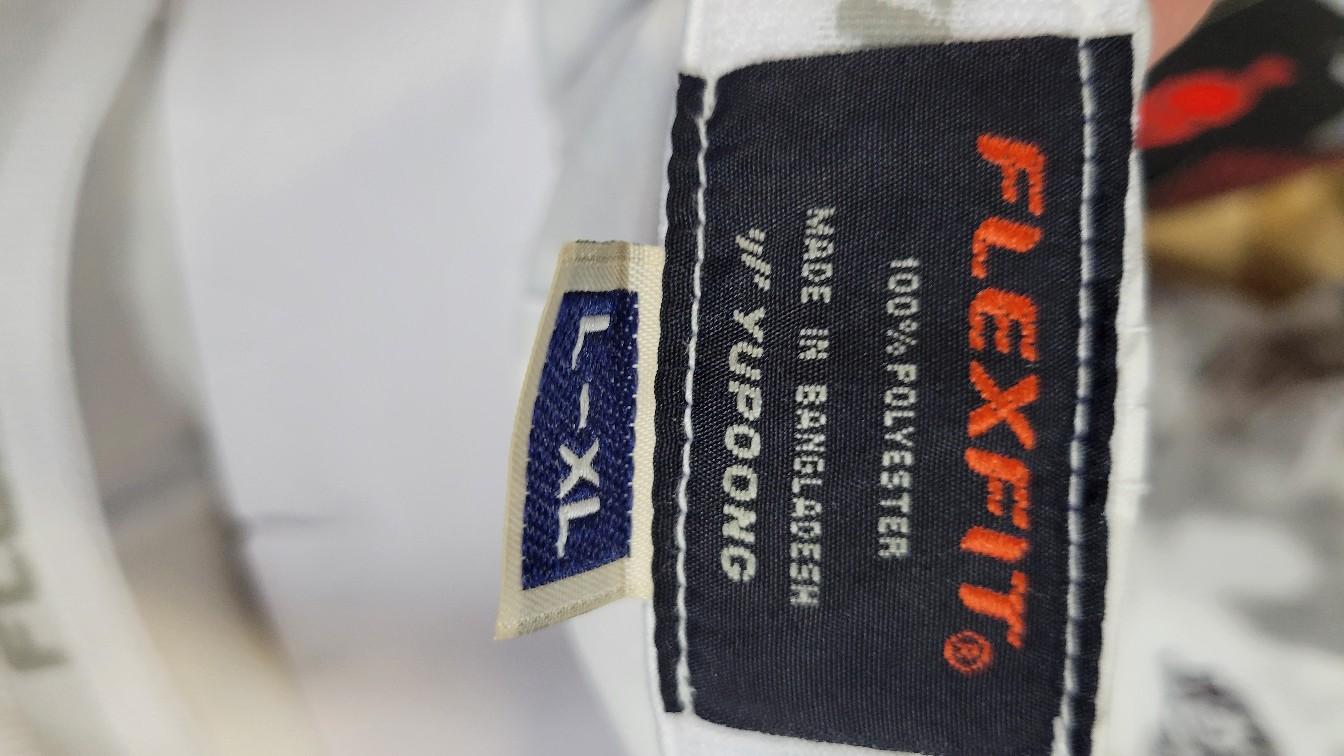 FLEXFIT®
100% POLYESTER
MADE IN BANGLADESH
YUPOONG
L-XL